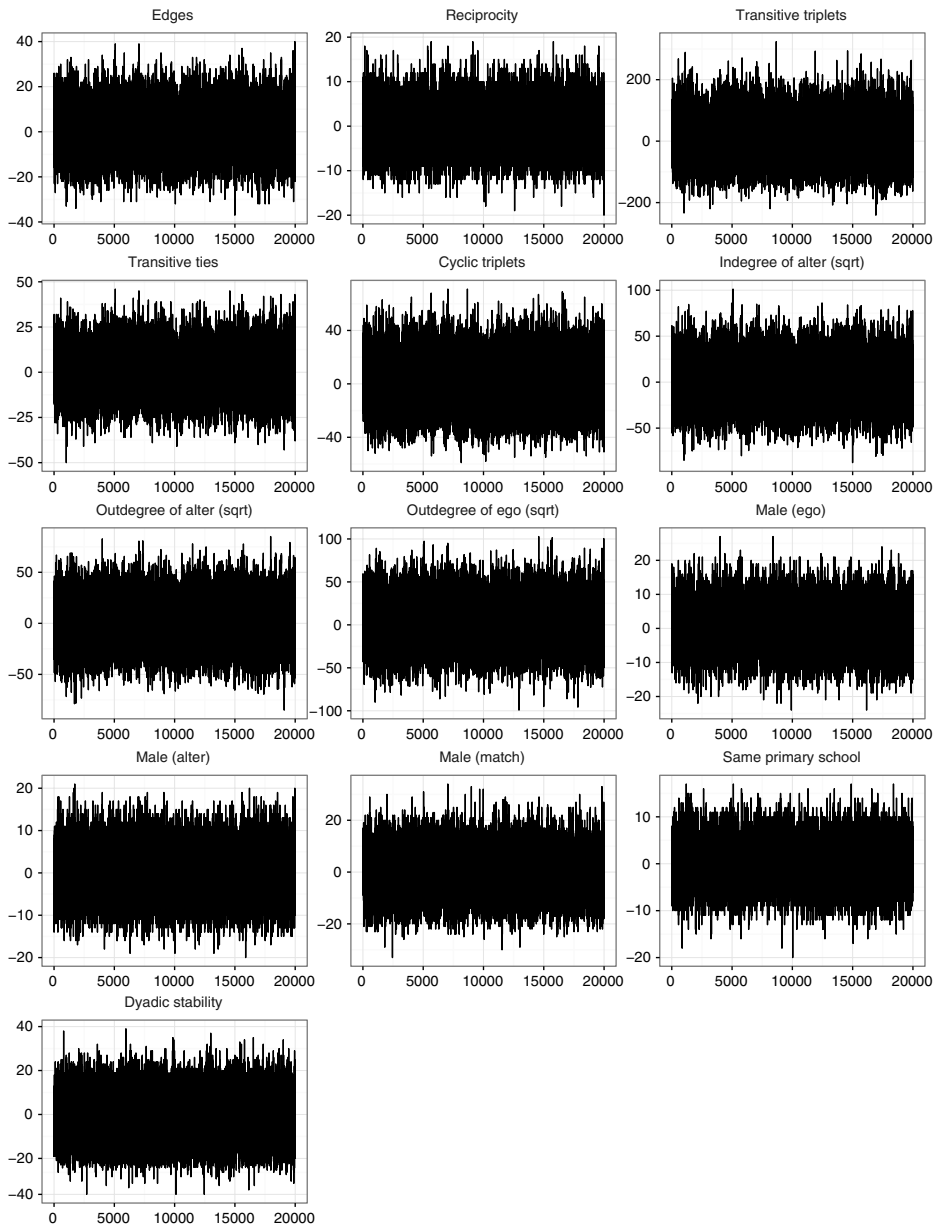 Edges Reciprocity Transitive triplets
40 20
20 10 200
0 0 0
−20 −10 −200
−40 −20
0 5000 10000 15000 20000 0 5000 10000 15000 20000 0 5000 10000 15000 20000
Transitive ties Cyclic triplets Indegree of alter (sqrt)
50 100
25 40 50
0 0 0
−25 −40 −50
−50
0 5000 10000 15000 20000 0 5000 10000 15000 20000 0 5000 10000 15000 20000
Outdegree of alter (sqrt) Outdegree of ego (sqrt) Male (ego)
100 20
50 50 10
0 0 0
−50 −50 −10
−100 −20
0 5000 10000 15000 20000 0 5000 10000 15000 20000 0 5000 10000 15000 20000
Male (alter) Male (match) Same primary school
20 20 10
10
0 0 0
−10 −20 −10
−20 −20
0 5000 10000 15000 20000 0 5000 10000 15000 20000 0 5000 10000 15000 20000
Dyadic stability
40
20
0
−20
−40
0 5000 10000 15000 20000